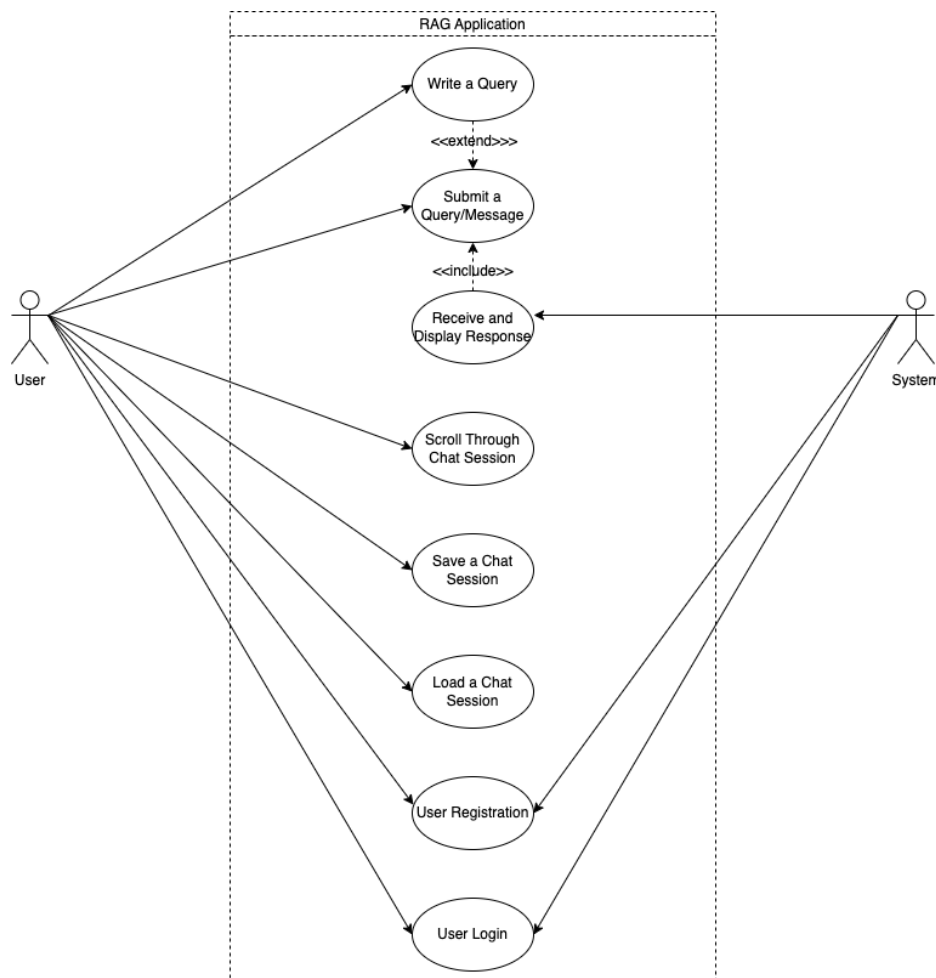 RAG Application
Write a Query
<<extend>>>
Submit a
Query/Message
<<include>>
Receive and
Display Response
User
System
Scroll Through
Chat Session
Save a Chat
Session
Load a Chat
Session
User Registration
User Login